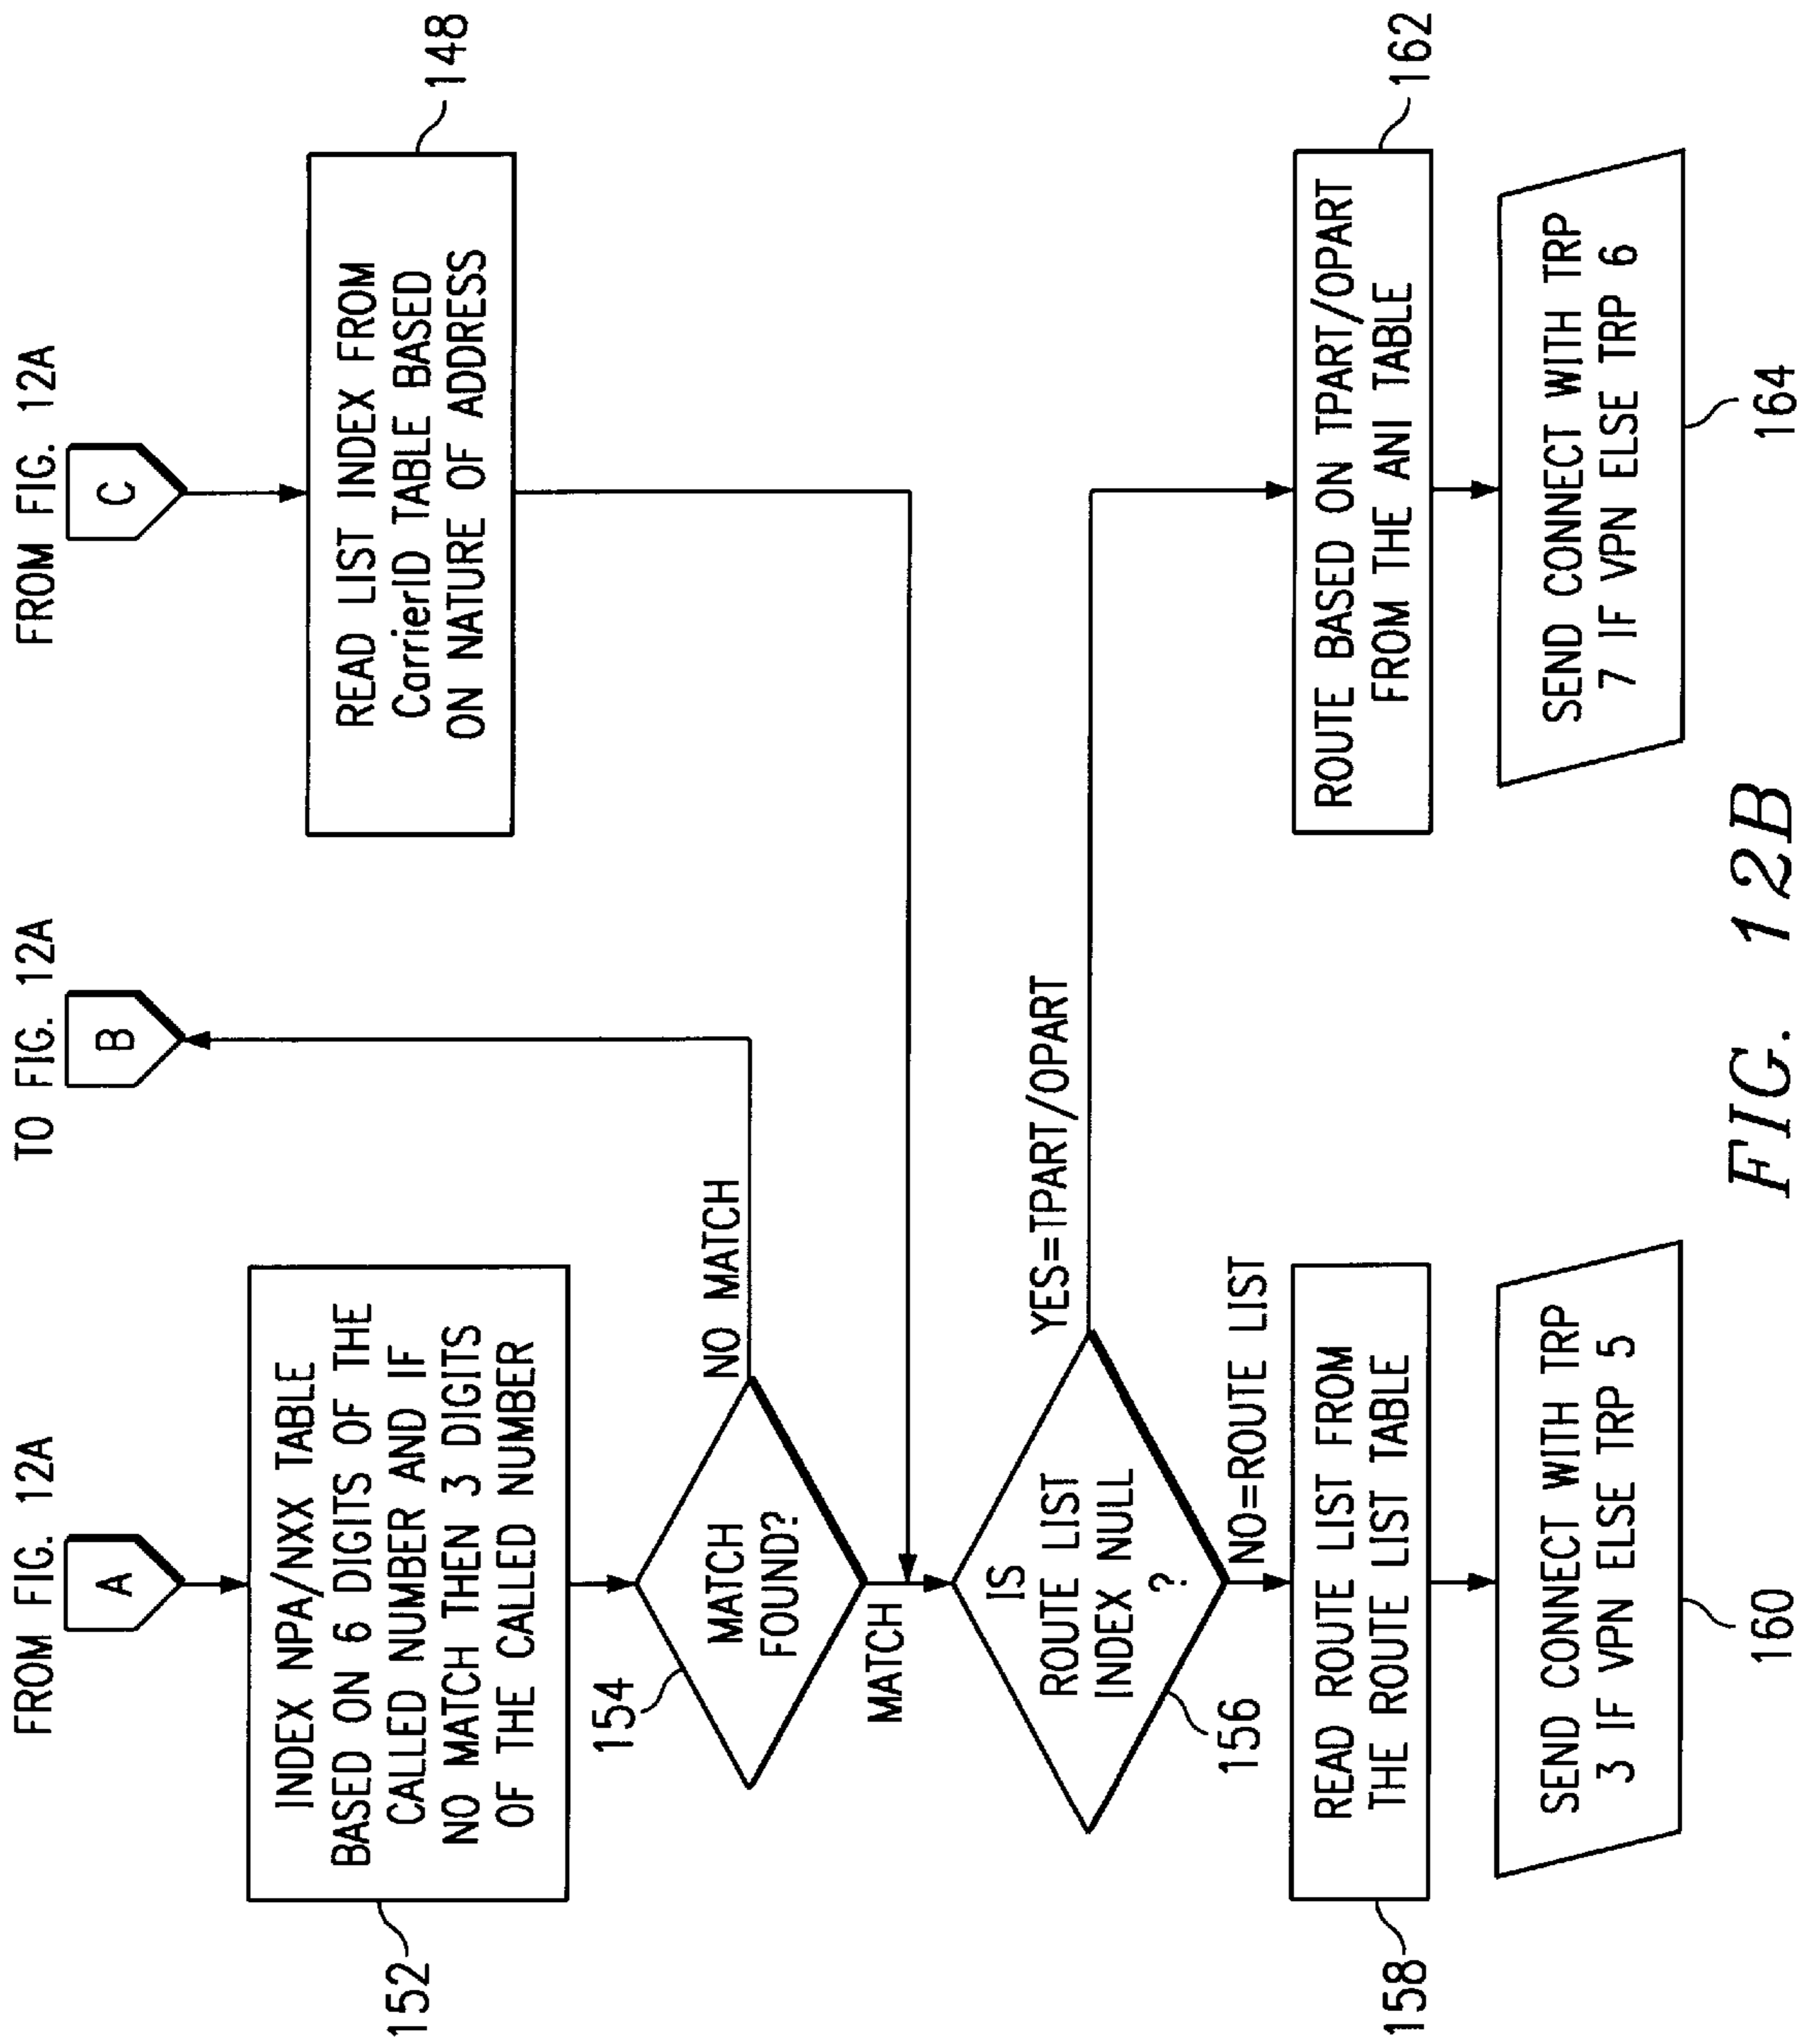 FROM FIG. 12A
A
TO FIG. 12A
B
FROM FIG. 12A
C
INDEX NPA/NXX TABLE
BASED ON 6 DIGITS OF THE
CALLED NUMBER AND IF
NO MATCH THEN 3 DIGITS
OF THE CALLED NUMBER
152
READ LIST INDEX FROM
CarrierID TABLE BASED
ON NATURE OF ADDRESS
148
MATCH
FOUND?
154
NO MATCH
MATCH
IS
ROUTE LIST
INDEX NULL
?
156
YES=TPART/OPART
NO=ROUTE LIST
READ ROUTE LIST FROM
THE ROUTE LIST TABLE
158
ROUTE BASED ON TPART/OPART
FROM THE ANI TABLE
162
SEND CONNECT WITH TRP
3 IF VPN ELSE TRP 5
160
SEND CONNECT WITH TRP
7 IF VPN ELSE TRP 6
164
FIG. 12B